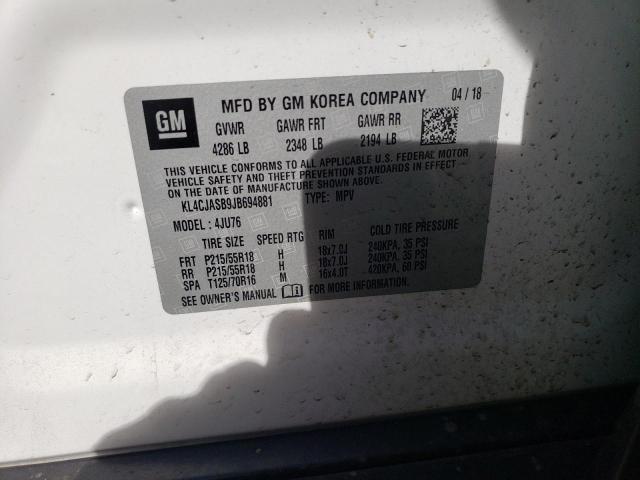 GM
MFD BY GM KOREA COMPANY 04 / 18
GVWR GAWR FRT GAWR RR
4286 LB 2348 LB 2194 LB
THIS VEHICLE CONFORMS TO ALL APPLICABLE U.S. FEDERAL MOTOR
VEHICLE SAFETY AND THEFT PREVENTION STANDARDS IN EFFECT
ON THE DATE OF MANUFACTURE SHOWN ABOVE.
KL4CJASB9JB694881 TYPE: MPV
MODEL : 4JU76
TIRE SIZE SPEED RTG RIM COLD TIRE PRESSURE
FRT P215/55R18 H 18x7.0J 240KPA, 35 PSI
RR P215/55R18 H 18x7.0J 240KPA, 35 PSI
SPA T125/70R16 M 16x4.0T 420KPA, 60 PSI
SEE OWNER'S MANUAL FOR MORE INFORMATION.